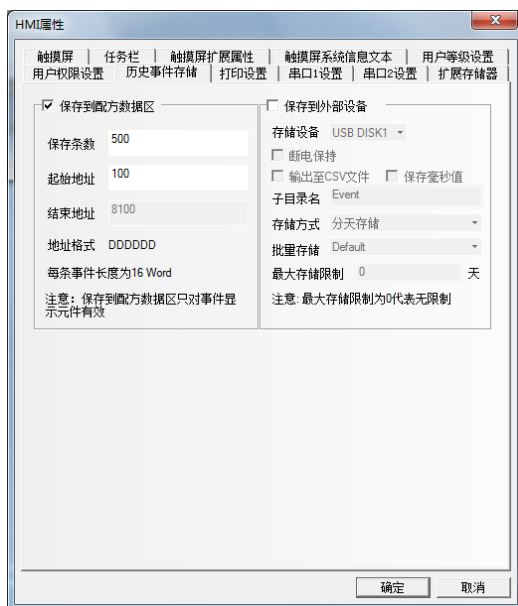 HMI属性
触摸屏 任务栏 触摸屏扩展属性 触摸屏系统信息文本 用户等级设置
用户权限设置 历史事件存储 打印设置 串口1设置 串口2设置 扩展存储器
保存到配方数据区
保存条数 500
起始地址 100
结束地址 8100
地址格式 DDDDDD
每条事件长度为16 Word
注意：保存到配方数据区只对事件显
示元件有效
保存到外部设备
存储设备 USB DISK1
断电保持
输出至CSV文件 保存毫秒值
子目录名 Event
存储方式 分天存储
批量存储 Default
最大存储限制 0 天
注意:最大存储限制为0代表无限制
确定 取消